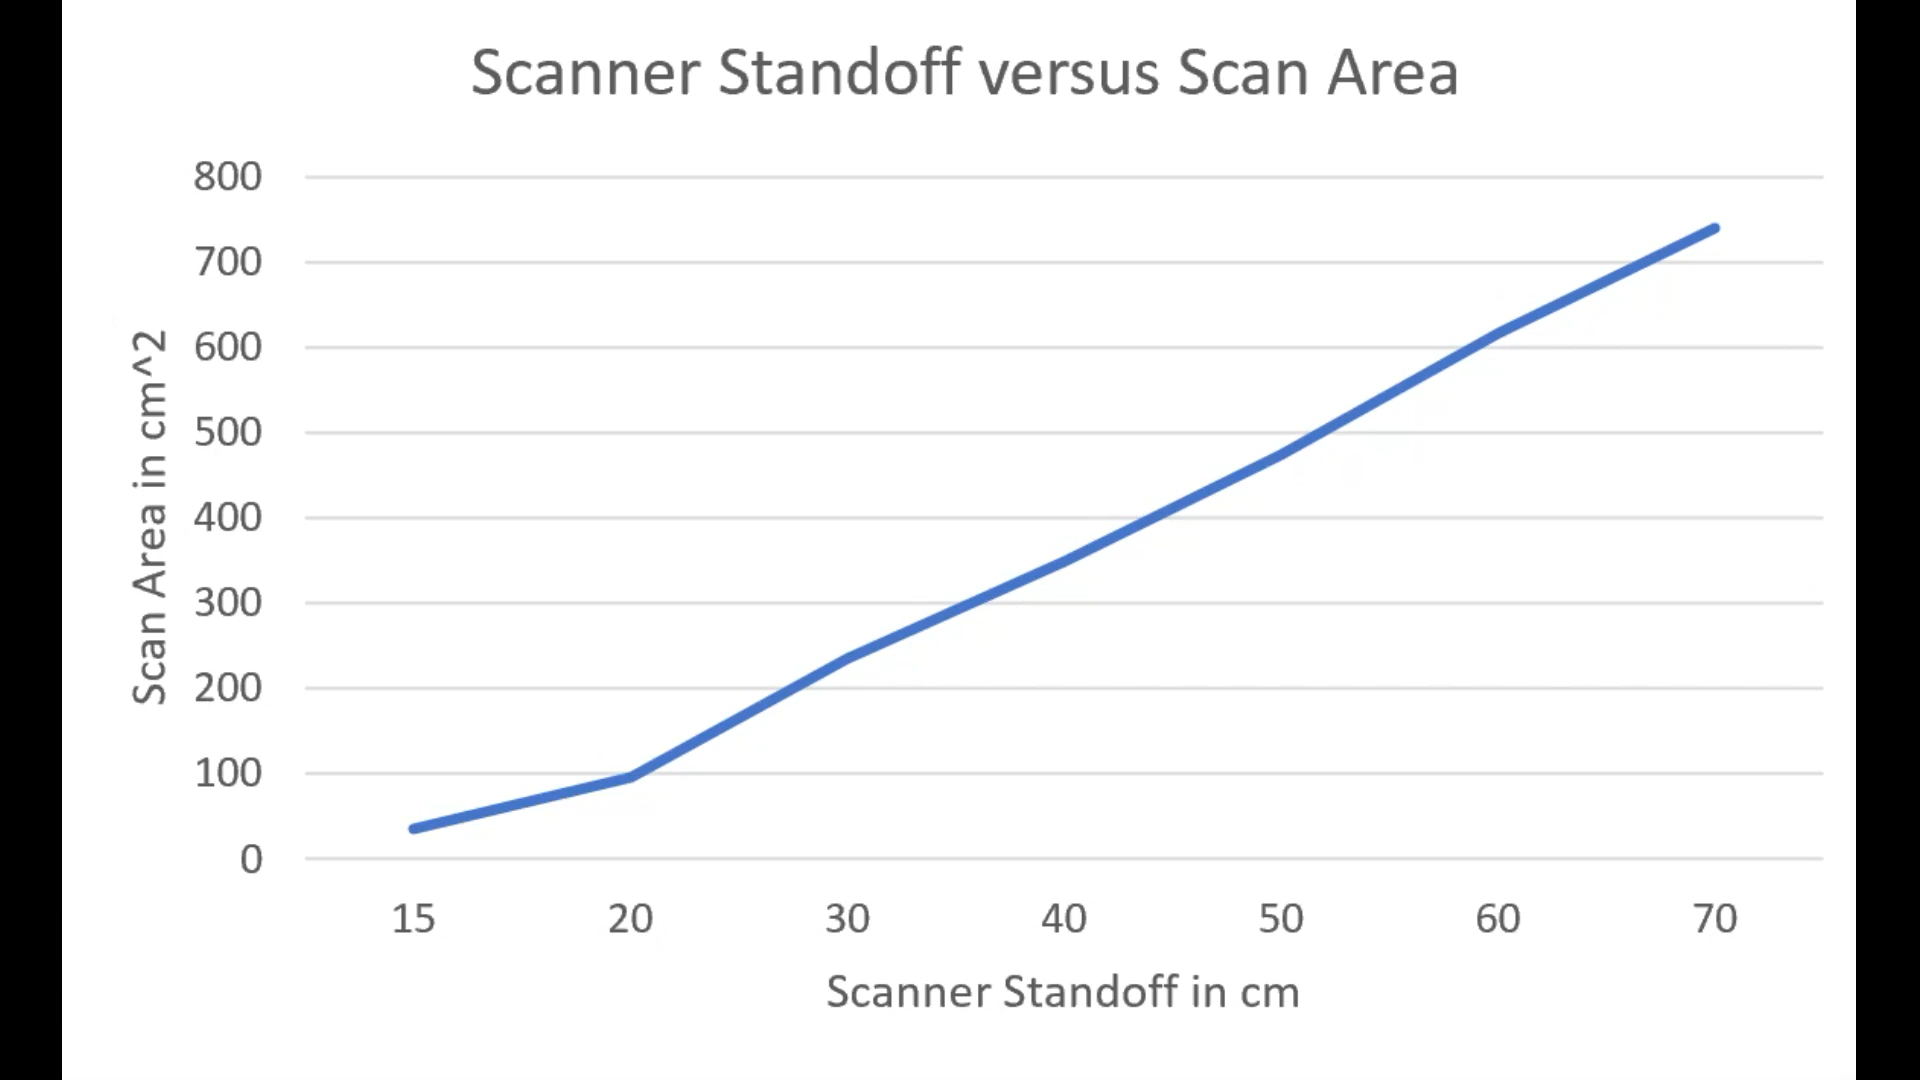 Scanner Standoff versus Scan Area
800
700
600
500
400
300
200
100
0
Scan Area in cm^2
15 20 30 40 50 60 70
Scanner Standoff in cm